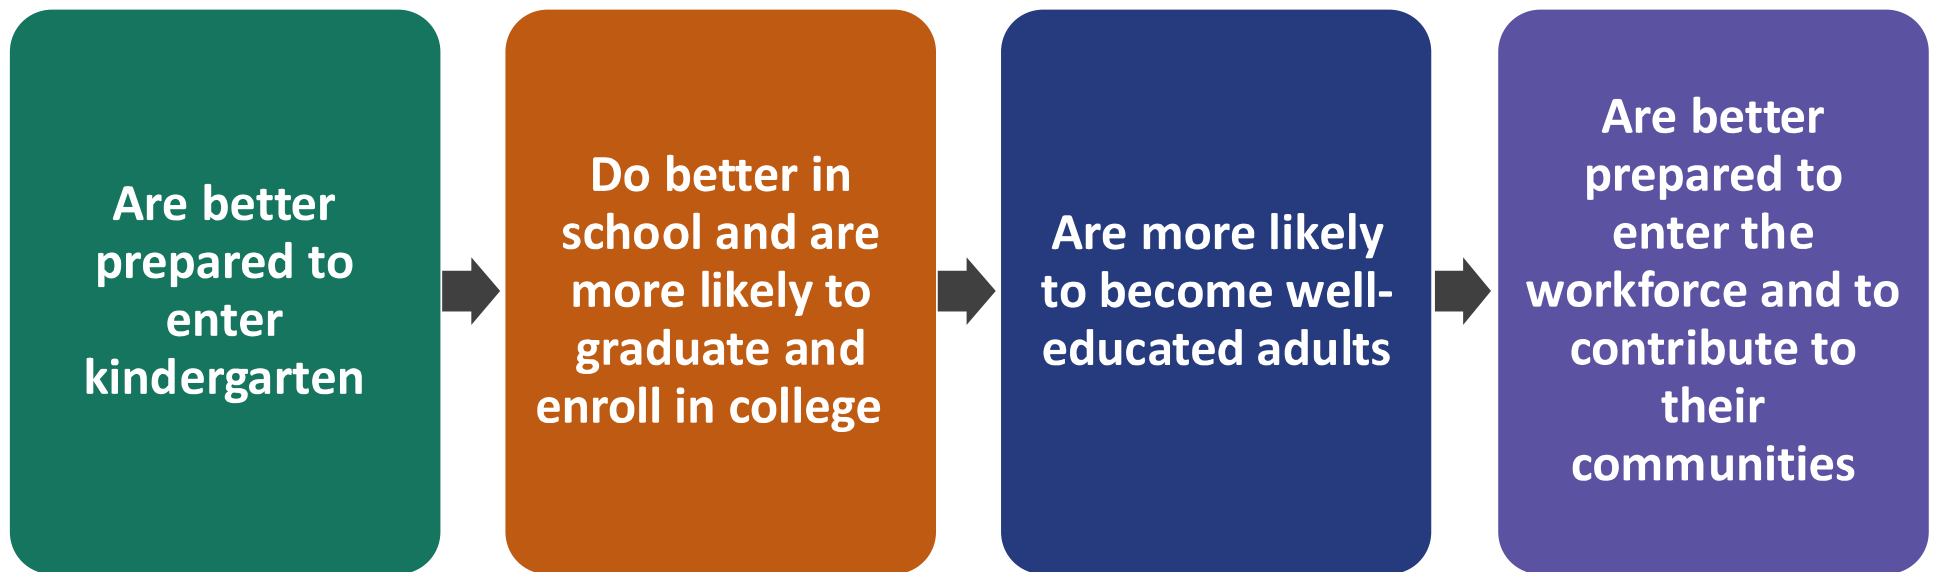 Are better
prepared to
enter
kindergarten
Do better in
school and are
more likely to
graduate and
enroll in college
Are more likely
to become well-
educated adults
Are better
prepared to
enter the
workforce and to
contribute to
their
communities